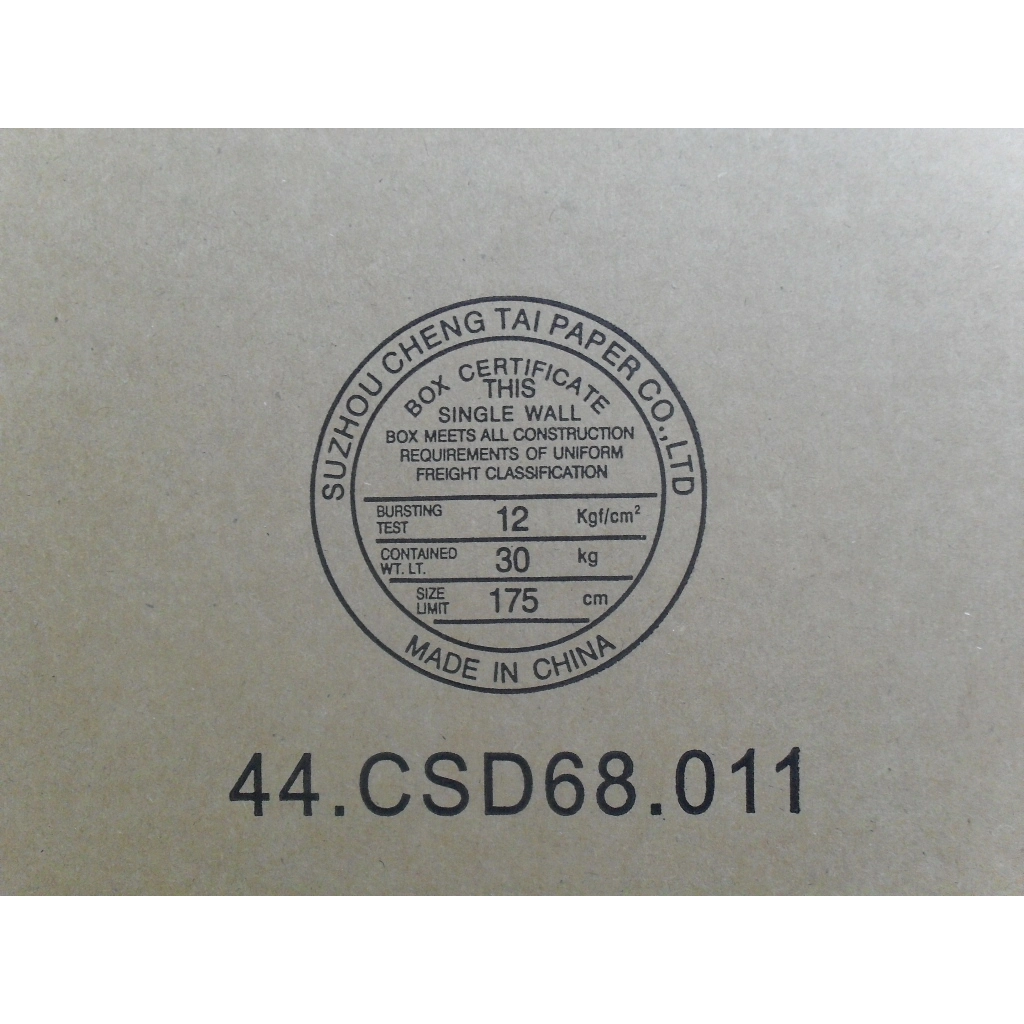 SUZHOU CHENG TAI PAPER CO.,LTD
BOX CERTIFICATE
THIS
SINGLE WALL
BOX MEETS ALL CONSTRUCTION
REQUIREMENTS OF UNIFORM
FREIGHT CLASSIFICATION
BURSTING TEST 12 Kgf/cm²
CONTAINED WT. LT. 30 kg
SIZE LIMIT 175 cm
MADE IN CHINA
44.CSD68.011